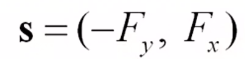 s = (-F_y, F_x)